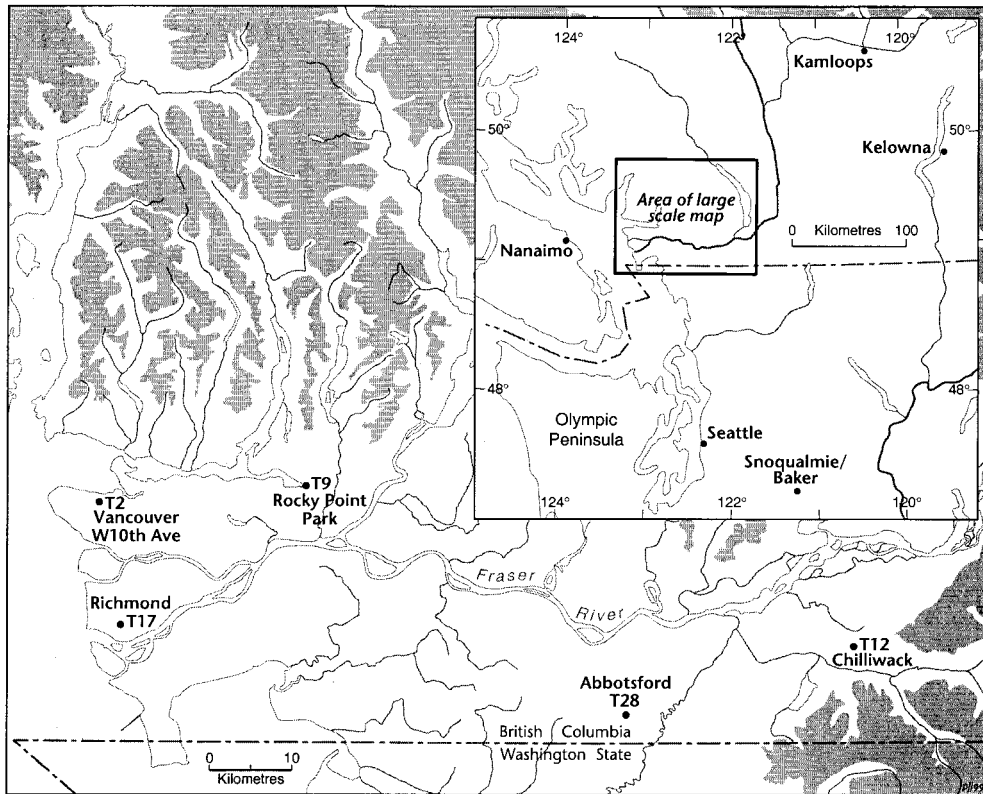 124°
122°
120°
Kamloops
50°
50°
Kelowna
Area of large
scale map
0 Kilometres 100
Nanaimo
48°
48°
Olympic
Peninsula
Seattle
Snoqualmie/
Baker
124°
122°
120°
T9
Rocky Point
Park
T2
Vancouver
W10th Ave
Fraser
River
Richmond
T17
T12
Chilliwack
Abbotsford
T28
British Columbia
Washington State
0 10
Kilometres